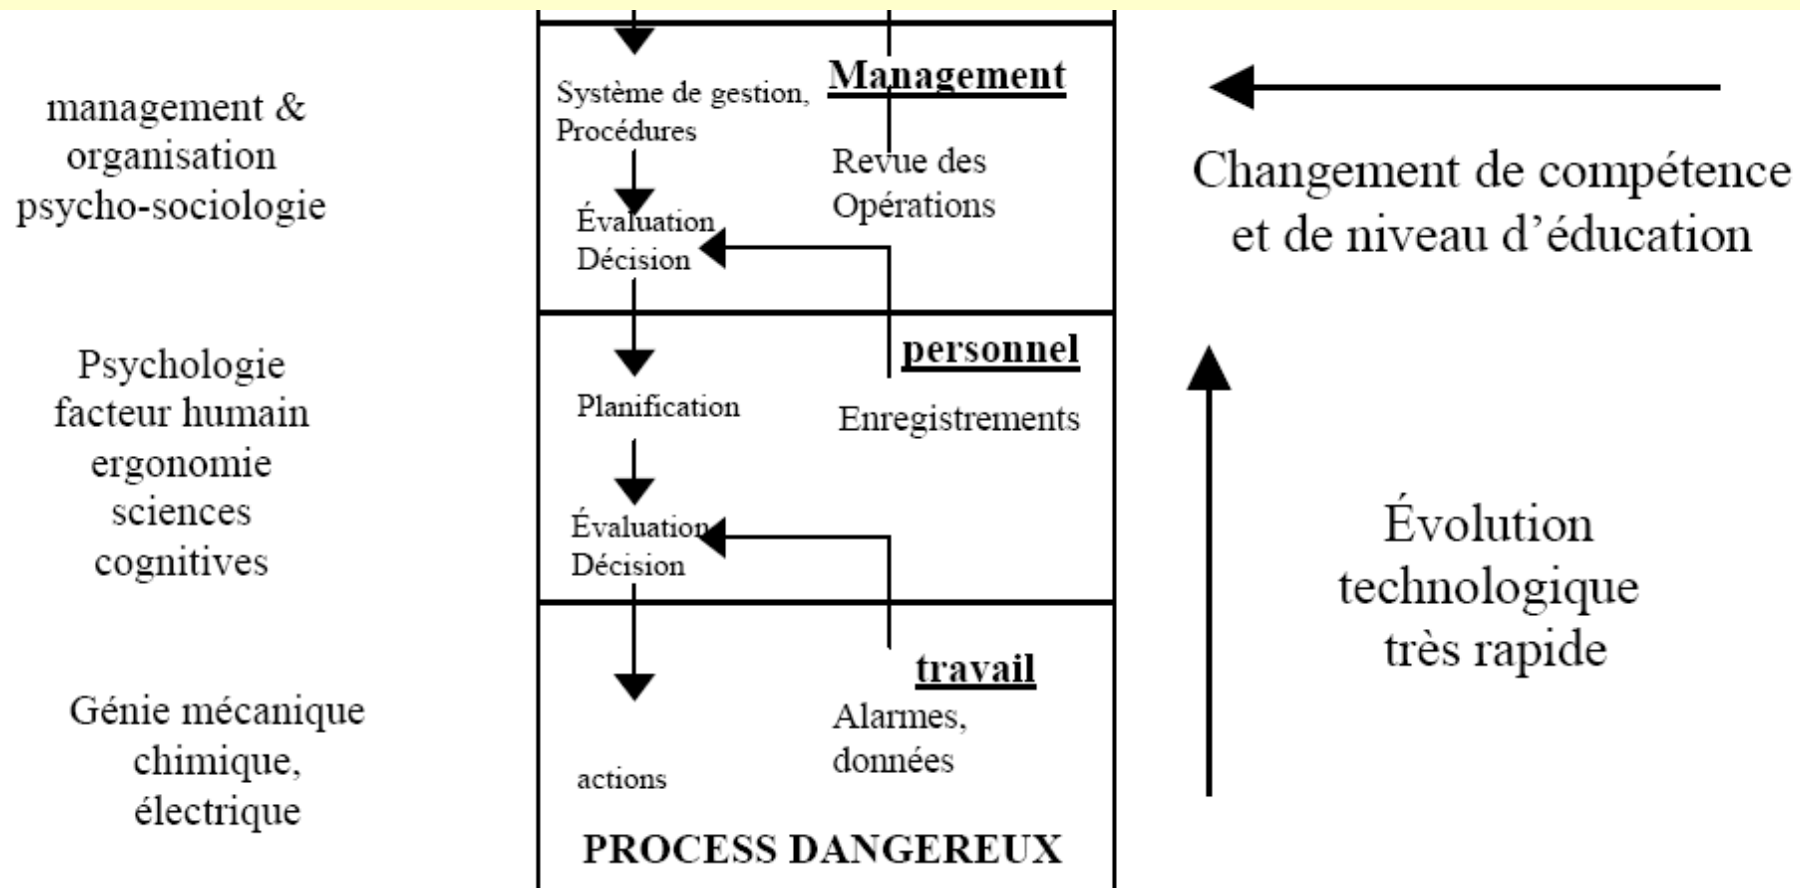 management &
organisation
psycho-sociologie
Système de gestion,
Procédures
Évaluation
Décision
Management
Revue des
Opérations
Changement de compétence
et de niveau d’éducation
Psychologie
facteur humain
ergonomie
sciences
cognitives
Planification
Évaluation
Décision
personnel
Enregistrements
Évolution
technologique
très rapide
Génie mécanique
chimique,
électrique
actions
travail
Alarmes,
données
PROCESS DANGEREUX